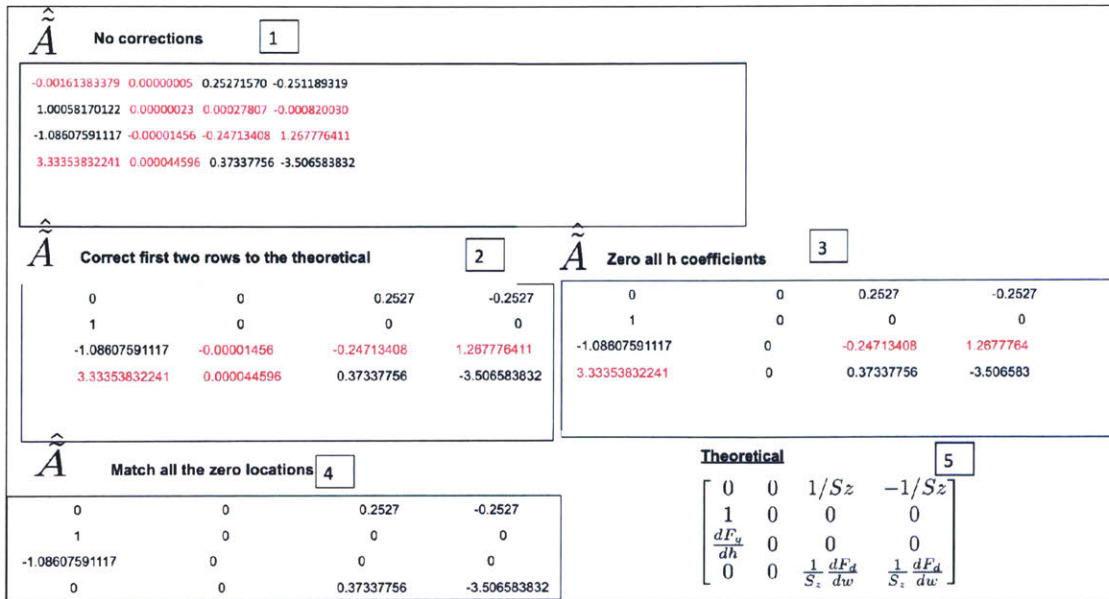 Ẫ No corrections 1
-0.00161383379 0.00000005 0.25271570 -0.251189319
1.00058170122 0.00000023 0.00027807 -0.000820030
-1.08607591117 -0.00001456 -0.24713408 1.267776411
3.33353832241 0.000044596 0.37337756 -3.506583832
Ẫ Correct first two rows to the theoretical 2
0 0 0.2527 -0.2527
1 0 0 0
-1.08607591117 -0.00001456 -0.24713408 1.267776411
3.33353832241 0.000044596 0.37337756 -3.506583832
Ẫ Zero all h coefficients 3
0 0 0.2527 -0.2527
1 0 0 0
-1.08607591117 0 -0.24713408 1.2677764
3.33353832241 0 0.37337756 -3.506583
Ẫ Match all the zero locations 4
0 0 0.2527 -0.2527
1 0 0 0
-1.08607591117 0 0 0
0 0 0.37337756 -3.506583832
Theoretical 5
0 0 1/Sz -1/Sz
1 0 0 0
dF_y/dh 0 0 0
0 0 1/S_z dF_d/dw 1/S_z dF_d/dw